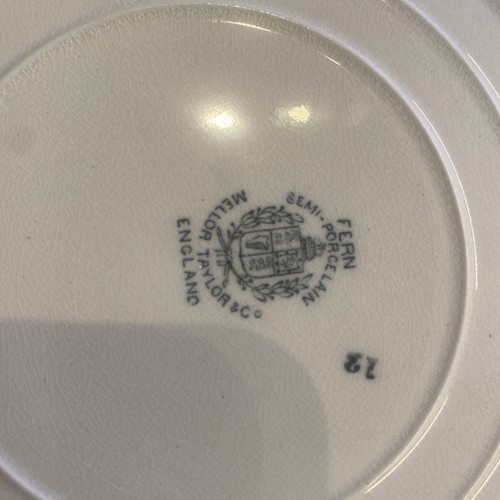 FERN
SEMI-PORCELAIN
MELLOR TAYLOR & Co
ENGLAND
12